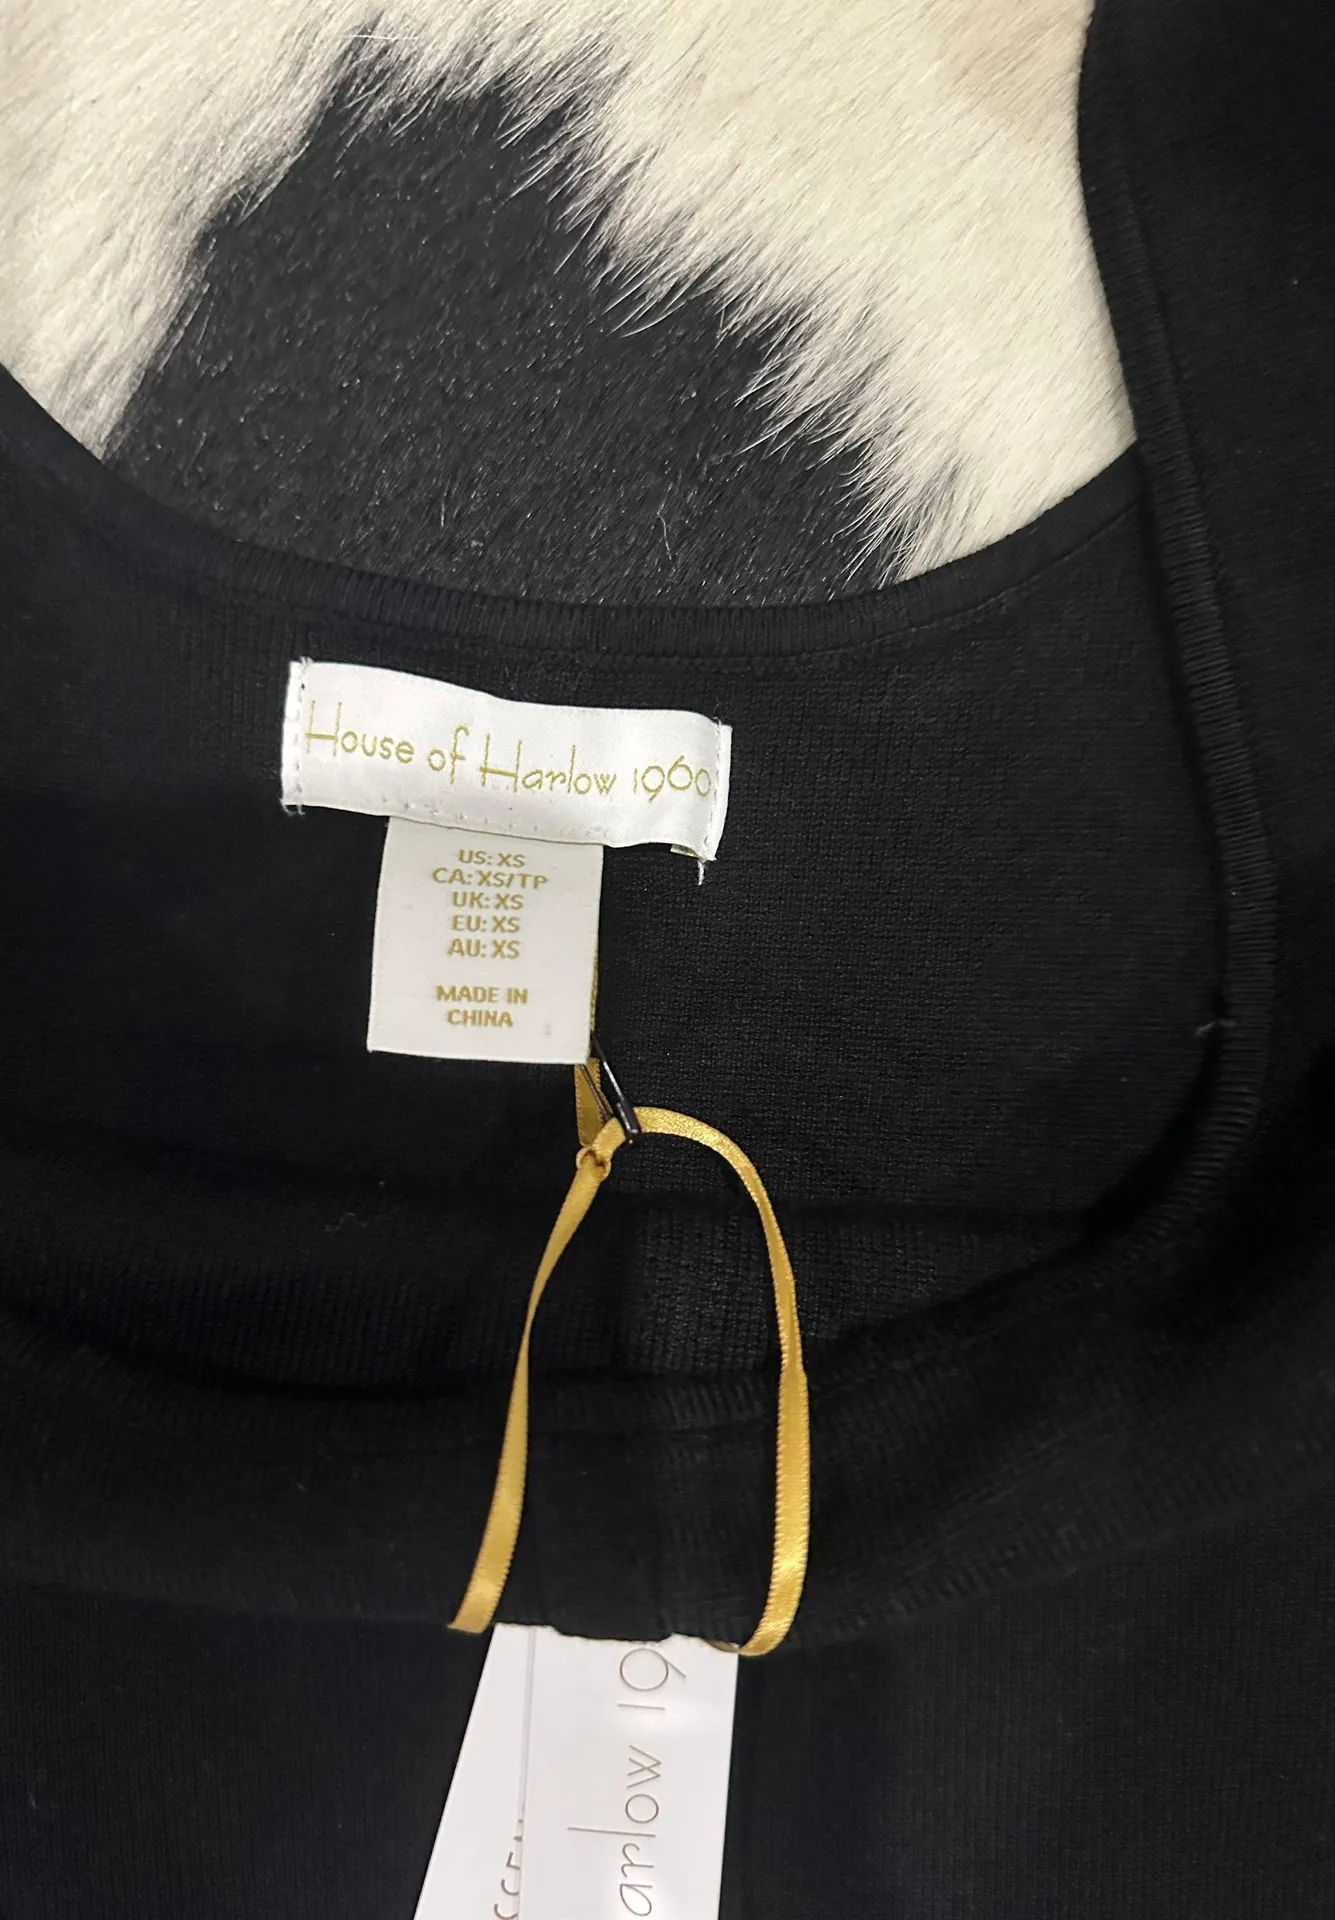 House of Harlow 1960
US: XS
CA: XS/TP
UK: XS
EU: XS
AU: XS
MADE IN
CHINA
arlow 19